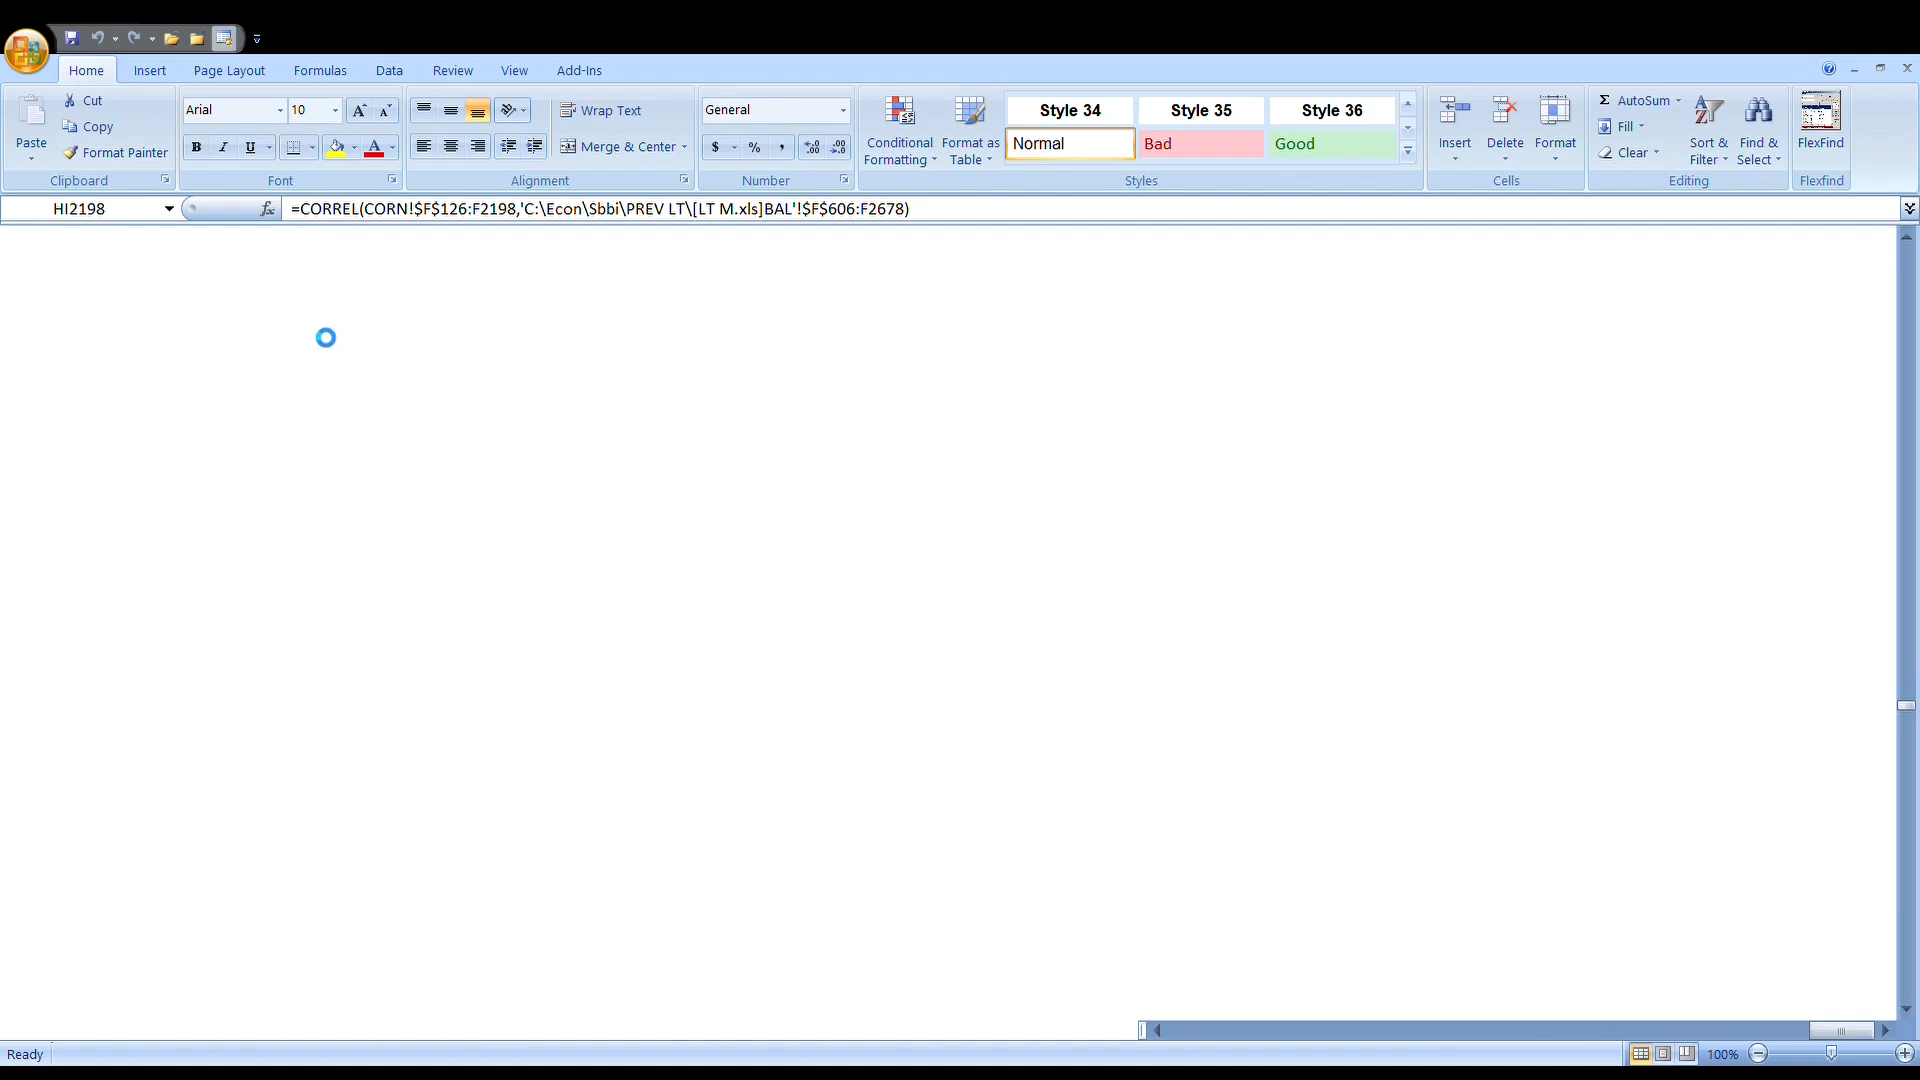 Home Insert Page Layout Formulas Data Review View Add-Ins
Paste
Cut
Copy
Format Painter
Clipboard
Arial 10
B I U
Font
Wrap Text
Merge & Center
Alignment
General
$ % ,
Number
Conditional Formatting
Format as Table
Style 34 Style 35 Style 36
Normal Bad Good
Styles
Insert Delete Format
Cells
Σ AutoSum
Fill
Clear
Sort & Filter
Find & Select
Editing
FlexFind
Flexfind
HI2198 fx =CORREL(CORN!$F$126:F2198,'C:\Econ\Sbbi\PREV LT\[LT M.xls]BAL'!$F$606:F2678)
Ready 100%